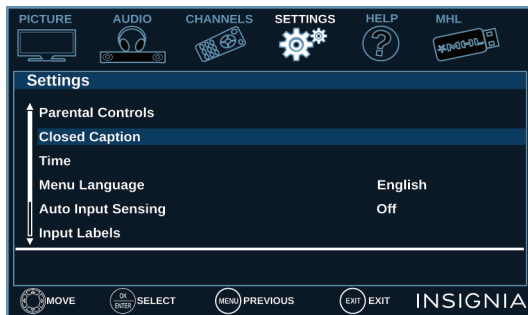 PICTURE AUDIO CHANNELS SETTINGS HELP MHL
MHL
Settings
Parental Controls
Closed Caption
Time
Menu Language English
Auto Input Sensing Off
Input Labels
MOVE OK ENTER SELECT MENU PREVIOUS EXIT EXIT INSIGNIA